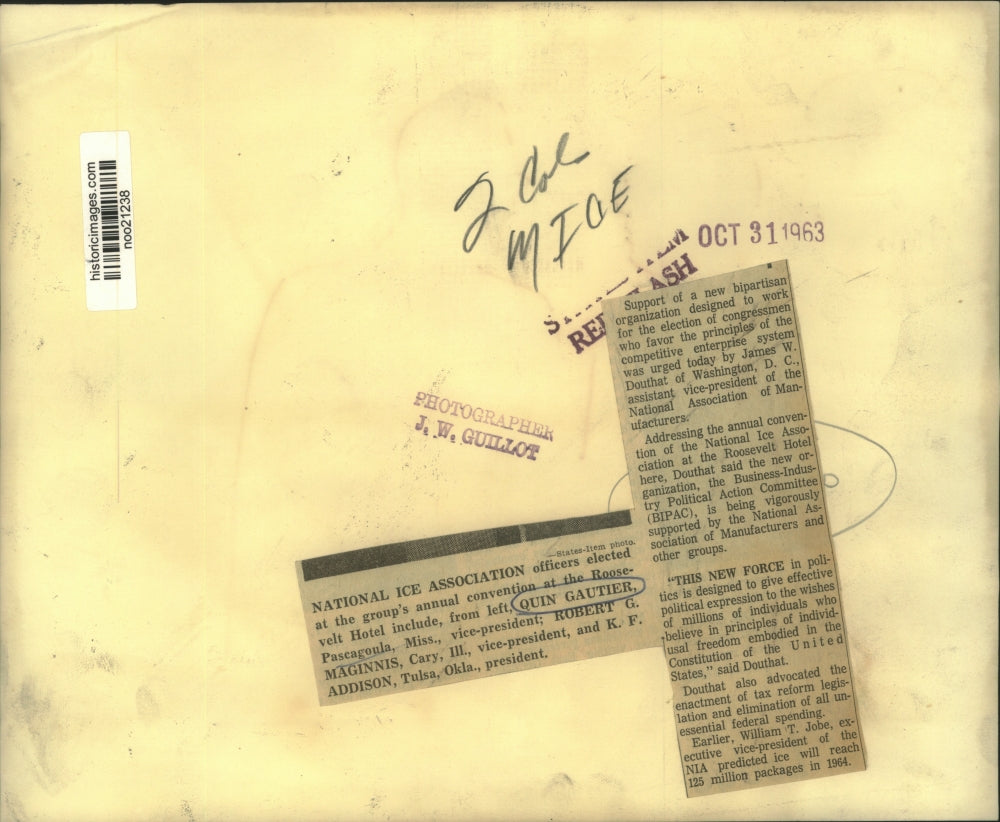 historicimages.com
noo21238
2 Col
M ICE
OCT 31 1963
PHOTOGRAPHER
J. W. GUILLOT
—States-Item photo.
NATIONAL ICE ASSOCIATION officers elected
at the group's annual convention at the Roose-
velt Hotel include, from left, QUIN GAUTIER,
Pascagoula, Miss., vice-president; ROBERT G.
MAGINNIS, Cary, Ill., vice-president, and K. F.
ADDISON, Tulsa, Okla., president.
Support of a new bipartisan
organization designed to work
for the election of congressmen
who favor the principles of the
competitive enterprise system
was urged today by James W.
Douthat of Washington, D. C.,
assistant vice-president of the
National Association of Man-
ufacturers.
Addressing the annual conven-
tion of the National Ice Asso-
ciation at the Roosevelt Hotel
here, Douthat said the new or-
ganization, the Business-Indus-
try Political Action Committee
(BIPAC), is being vigorously
supported by the National As-
sociation of Manufacturers and
other groups.
"THIS NEW FORCE in poli-
tics is designed to give effective
political expression to the wishes
of millions of individuals who
believe in principles of individ-
usal freedom embodied in the
Constitution of the United
States," said Douthat.
Douthat also advocated the
enactment of tax reform legis-
lation and elimination of all un-
essential federal spending.
Earlier, William T. Jobe, ex-
ecutive vice-president of the
NIA predicted ice will reach
125 million packages in 1964.